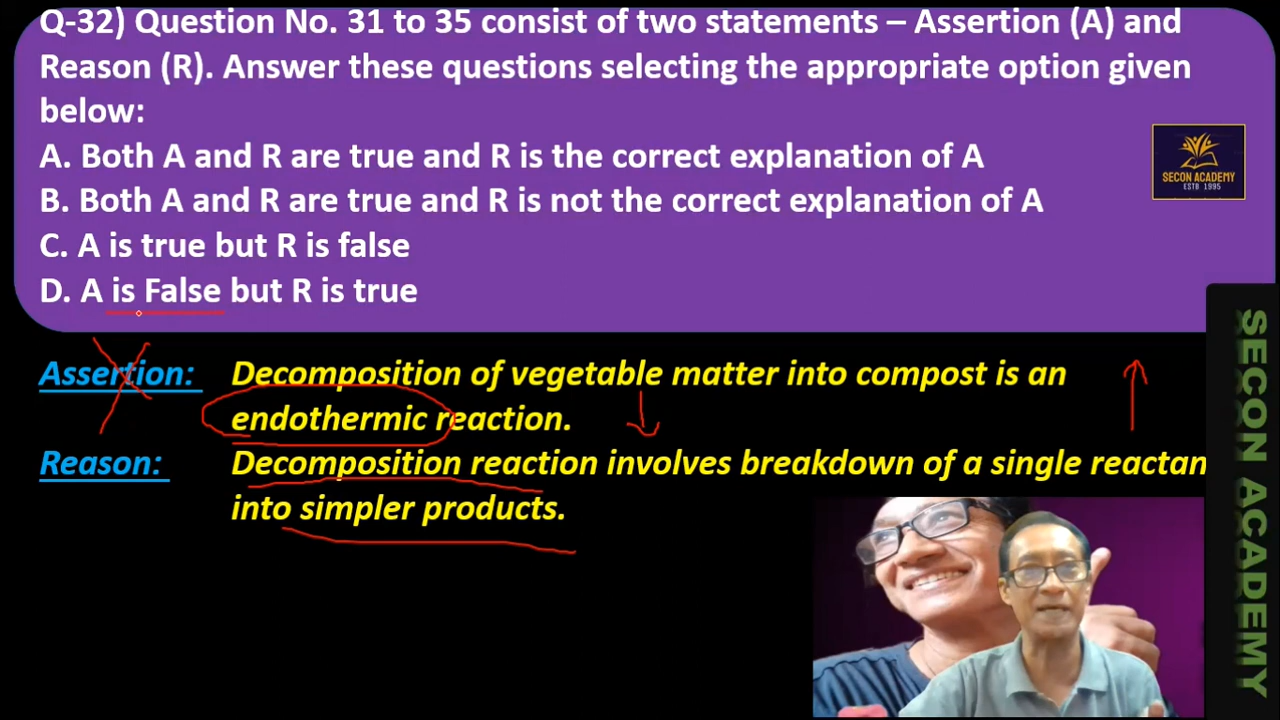 Q-32) Question No. 31 to 35 consist of two statements – Assertion (A) and
Reason (R). Answer these questions selecting the appropriate option given
below:
A. Both A and R are true and R is the correct explanation of A
B. Both A and R are true and R is not the correct explanation of A
C. A is true but R is false
D. A is False but R is true
SECON ACADEMY
ESTB 1995
Assertion: Decomposition of vegetable matter into compost is an
endothermic reaction.
Reason: Decomposition reaction involves breakdown of a single reactan
into simpler products.
SECON ACADEMY